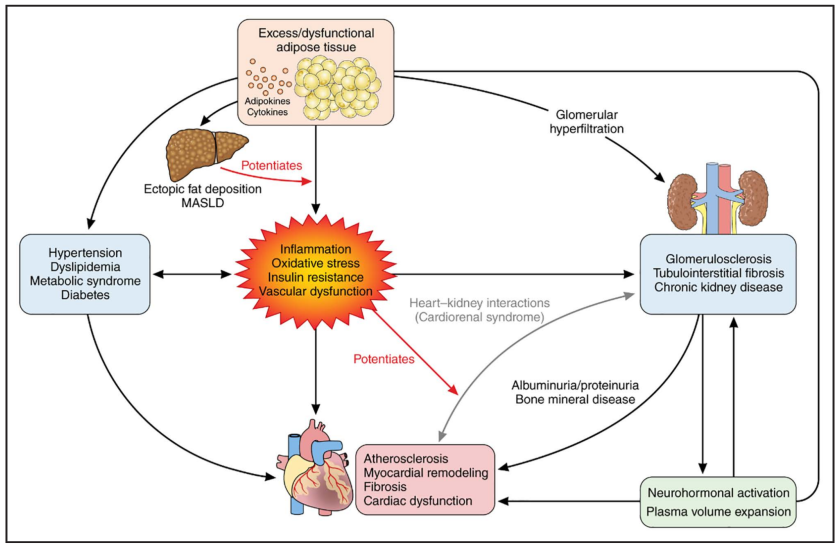 Excess/dysfunctional
adipose tissue
Adipokines
Cytokines
Glomerular
hyperfiltration
Potentiates
Ectopic fat deposition
MASLD
Hypertension
Dyslipidemia
Metabolic syndrome
Diabetes
Inflammation
Oxidative stress
Insulin resistance
Vascular dysfunction
Glomerulosclerosis
Tubulointerstitial fibrosis
Chronic kidney disease
Heart–kidney interactions
(Cardiorenal syndrome)
Potentiates
Albuminuria/proteinuria
Bone mineral disease
Atherosclerosis
Myocardial remodeling
Fibrosis
Cardiac dysfunction
Neurohormonal activation
Plasma volume expansion